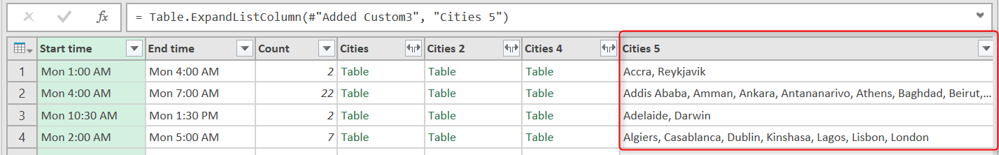 fx = Table.ExpandListColumn(#"Added Custom3", "Cities 5")
Start time End time Count Cities Cities 2 Cities 4 Cities 5
1 Mon 1:00 AM Mon 4:00 AM 2 Table Table Table Accra, Reykjavik
2 Mon 4:00 AM Mon 7:00 AM 22 Table Table Table Addis Ababa, Amman, Ankara, Antananarivo, Athens, Baghdad, Beirut,...
3 Mon 10:30 AM Mon 1:30 PM 2 Table Table Table Adelaide, Darwin
4 Mon 2:00 AM Mon 5:00 AM 7 Table Table Table Algiers, Casablanca, Dublin, Kinshasa, Lagos, Lisbon, London